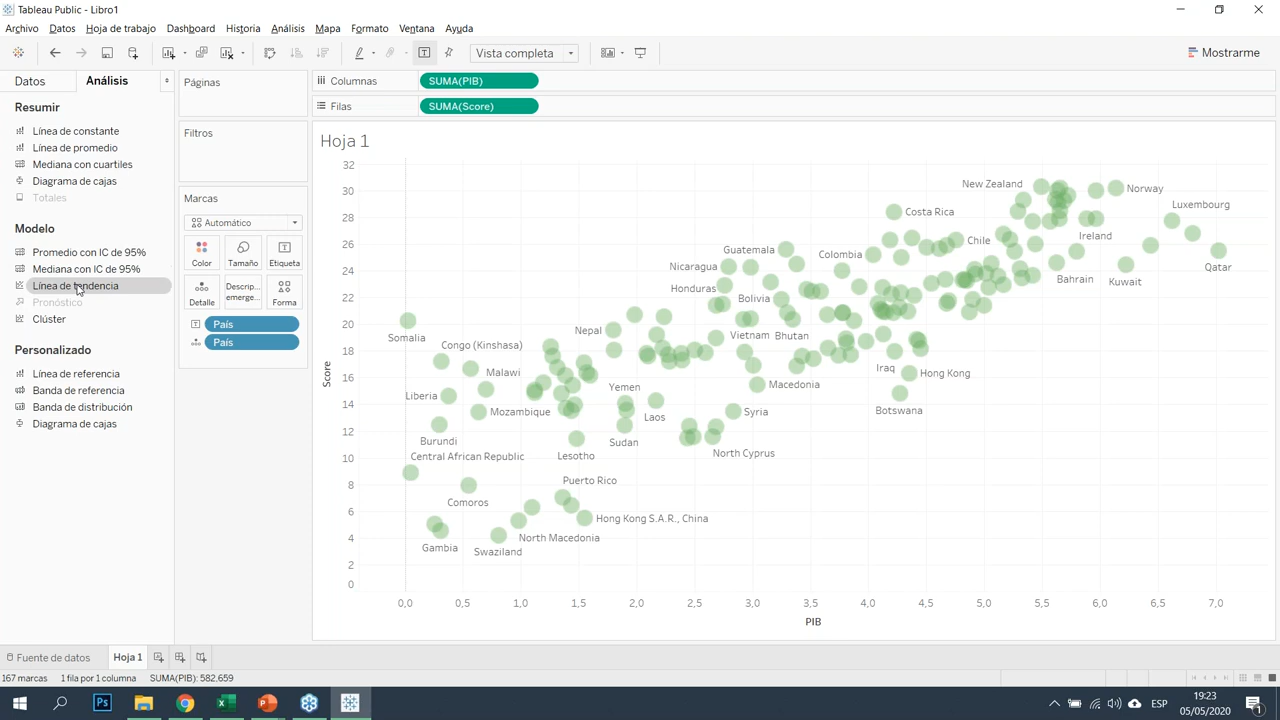 Tableau Public - Libro1
Archivo Datos Hoja de trabajo Dashboard Historia Análisis Mapa Formato Ventana Ayuda
Vista completa
Mostrarme
Datos Análisis
Resumir
Línea de constante
Línea de promedio
Mediana con cuartiles
Diagrama de cajas
Totales
Modelo
Promedio con IC de 95%
Mediana con IC de 95%
Línea de tendencia
Pronóstico
Clúster
Personalizado
Línea de referencia
Banda de referencia
Banda de distribución
Diagrama de cajas
Páginas
Filtros
Marcas
Automático
Color Tamaño Etiqueta
Detalle Descrip... emerge... Forma
País
País
Columnas SUMA(PIB)
Filas SUMA(Score)
Hoja 1
32
30
28
26
24
22
20
18
16
14
12
10
8
6
4
2
0
Score
New Zealand
Norway
Luxembourg
Costa Rica
Ireland
Chile
Guatemala
Colombia
Nicaragua
Qatar
Honduras
Bahrain
Kuwait
Bolivia
Somalia
Nepal
Vietnam
Bhutan
Congo (Kinshasa)
Malawi
Iraq
Hong Kong
Yemen
Macedonia
Liberia
Botswana
Mozambique
Laos
Syria
Burundi
Sudan
Central African Republic
Lesotho
North Cyprus
Puerto Rico
Comoros
Hong Kong S.A.R., China
Gambia
North Macedonia
Swaziland
0,0 0,5 1,0 1,5 2,0 2,5 3,0 3,5 4,0 4,5 5,0 5,5 6,0 6,5 7,0
PIB
Fuente de datos Hoja 1
167 marcas 1 fila por 1 columna SUMA(PIB): 582.659
Ps
ESP
19:23
05/05/2020
1